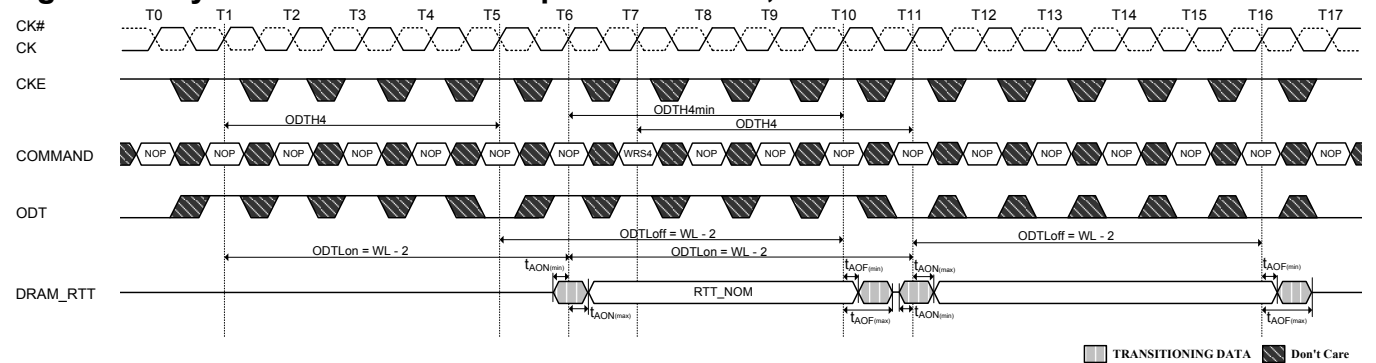 T0 T1 T2 T3 T4 T5 T6 T7 T8 T9 T10 T11 T12 T13 T14 T15 T16 T17
CK#
CK
CKE
ODTH4min
ODTH4 ODTH4
COMMAND NOP NOP NOP NOP NOP NOP NOP WRS4 NOP NOP NOP NOP NOP NOP NOP NOP NOP NOP
ODT
ODTLoff = WL - 2 ODTLoff = WL - 2
ODTLon = WL - 2 ODTLon = WL - 2
tAON(min) tAOF(min) tAON(max) tAOF(min)
DRAM_RTT RTT_NOM
tAON(max) tAOF(max) tAON(min) tAOF(max)
TRANSITIONING DATA Don't Care